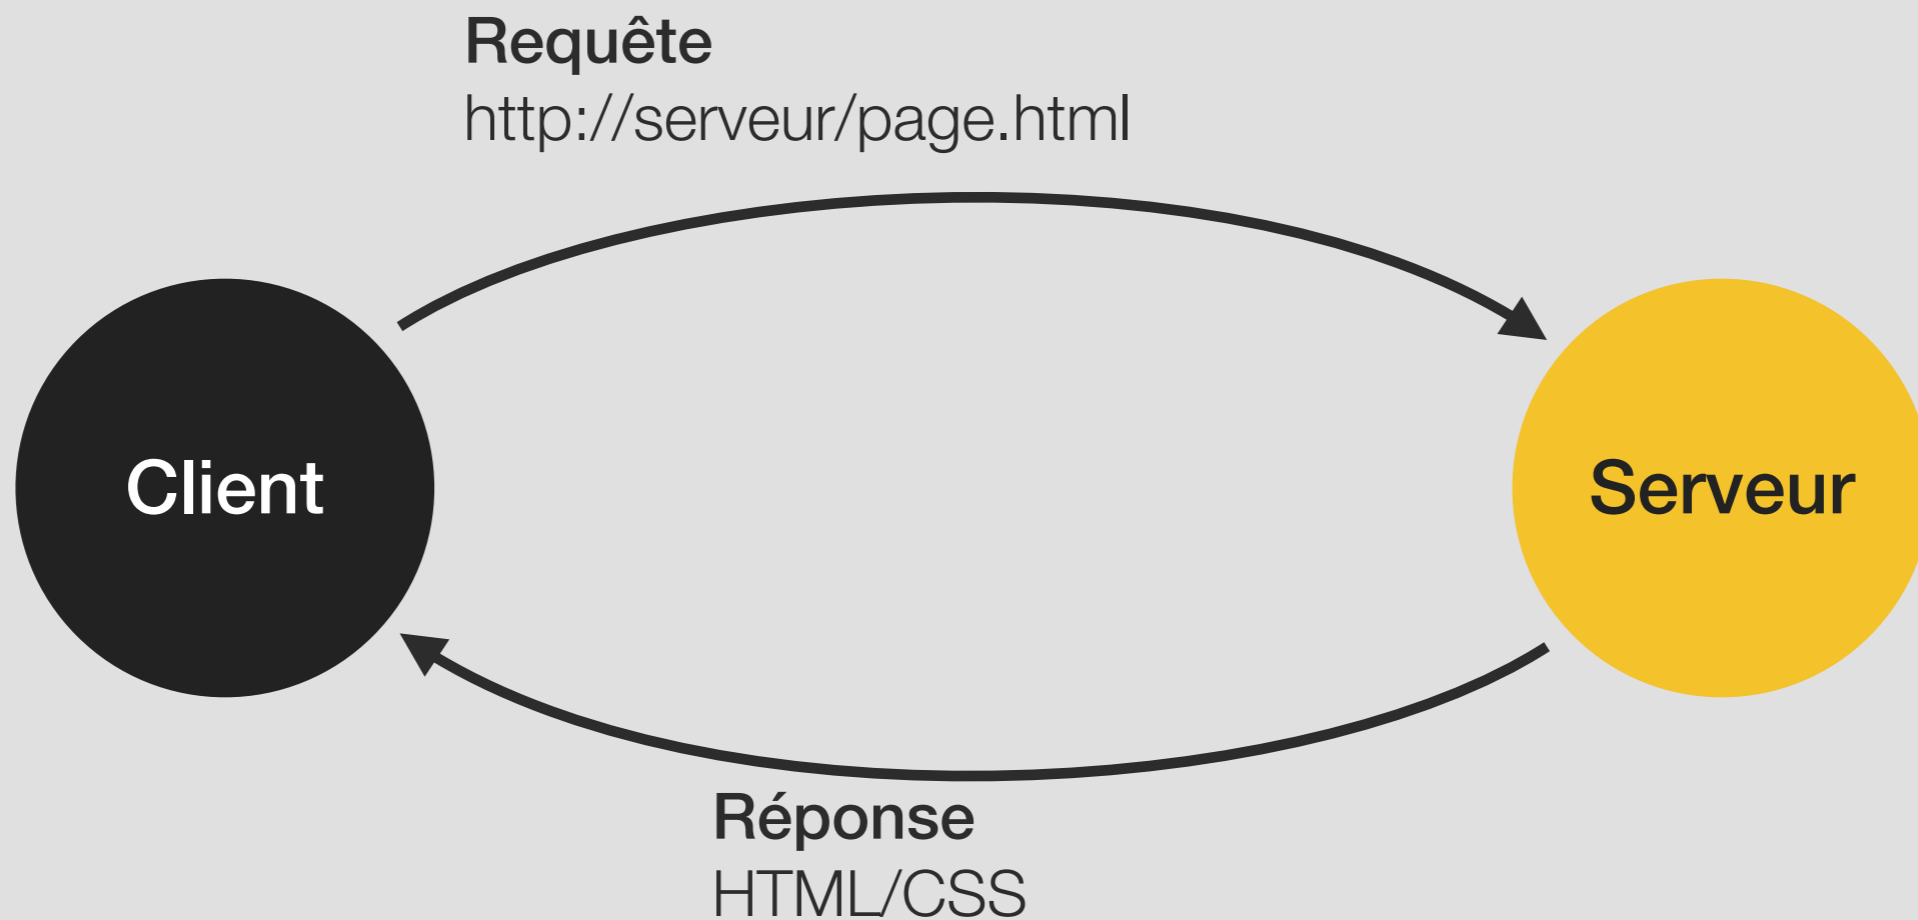 Requête
http://serveur/page.html
Client
Serveur
Réponse
HTML/CSS